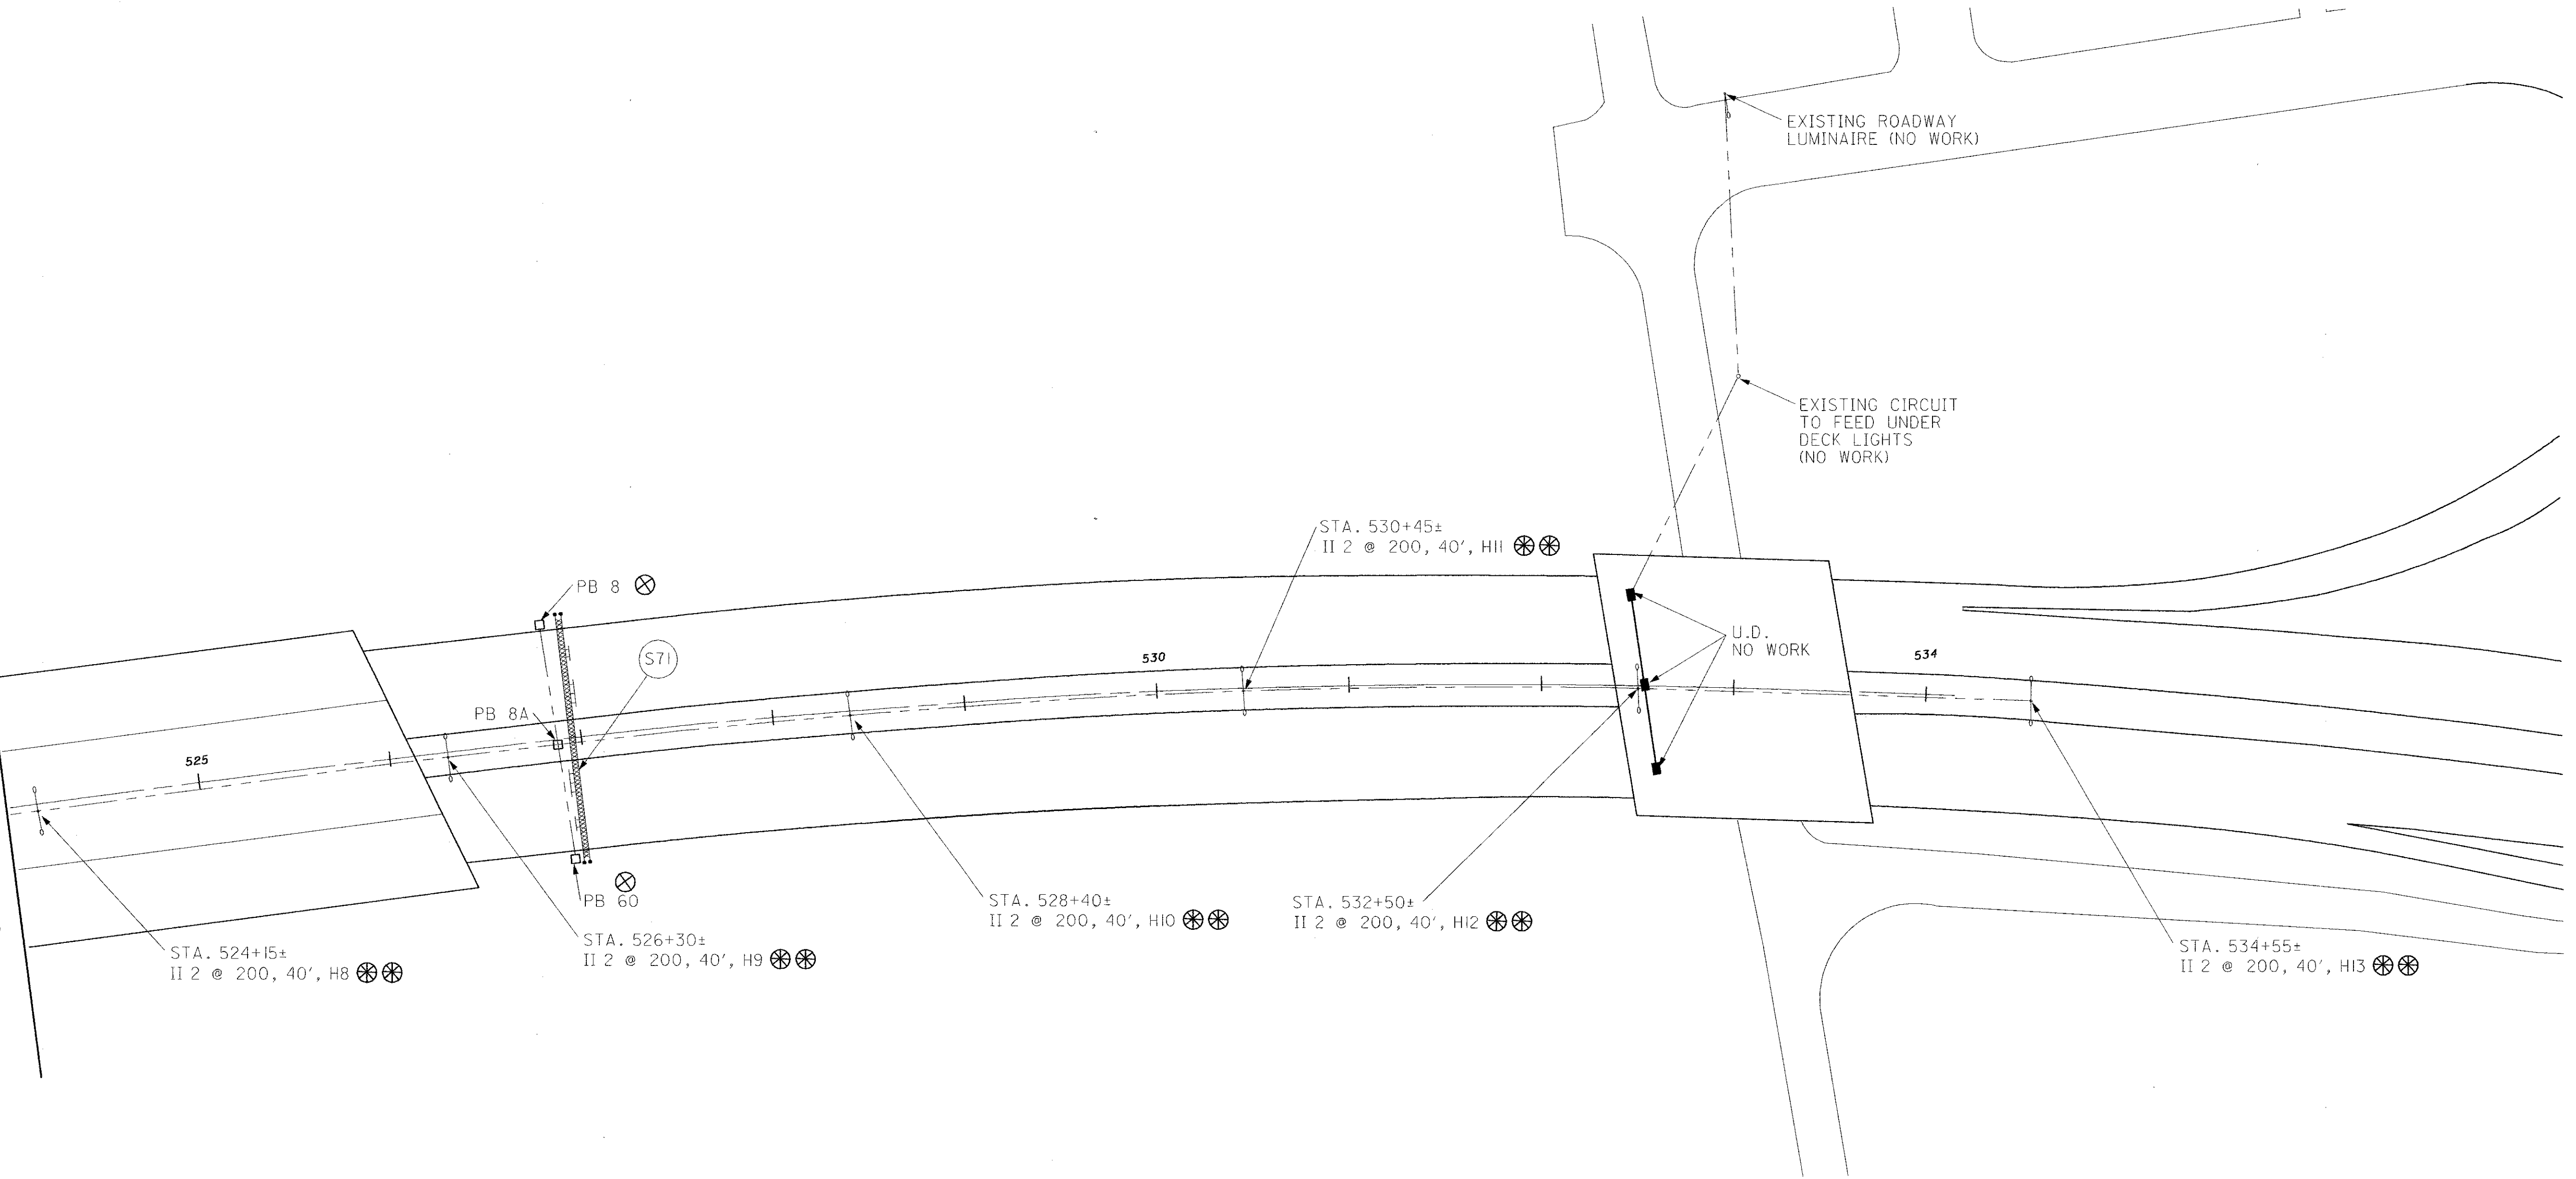 EXISTING ROADWAY
LUMINAIRE (NO WORK)
EXISTING CIRCUIT
TO FEED UNDER
DECK LIGHTS
(NO WORK)
STA. 530+45±
II 2 @ 200, 40', H11
PB 8
S71
530
U.D.
NO WORK
534
PB 8A
525
PB 60
STA. 528+40±
II 2 @ 200, 40', H10
STA. 532+50±
II 2 @ 200, 40', H12
STA. 526+30±
II 2 @ 200, 40', H9
STA. 524+15±
II 2 @ 200, 40', H8
STA. 534+55±
II 2 @ 200, 40', H13